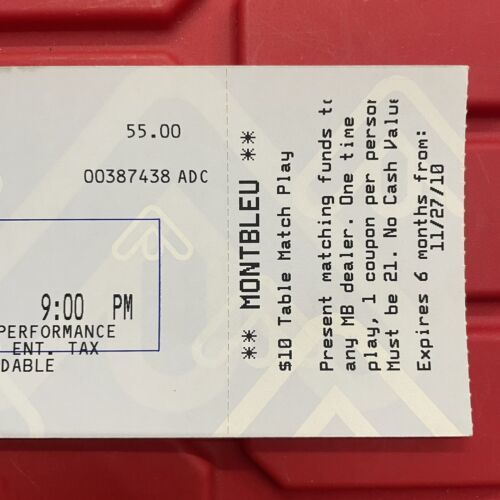 55.00
00387438 ADC
9:00 PM
PERFORMANCE
ENT. TAX
DABLE
** MONTBLEU **
$10 Table Match Play
Present matching funds to
any MB dealer. One time
play, 1 coupon per person
Must be 21. No Cash Value
Expires 6 months from:
11/27/10